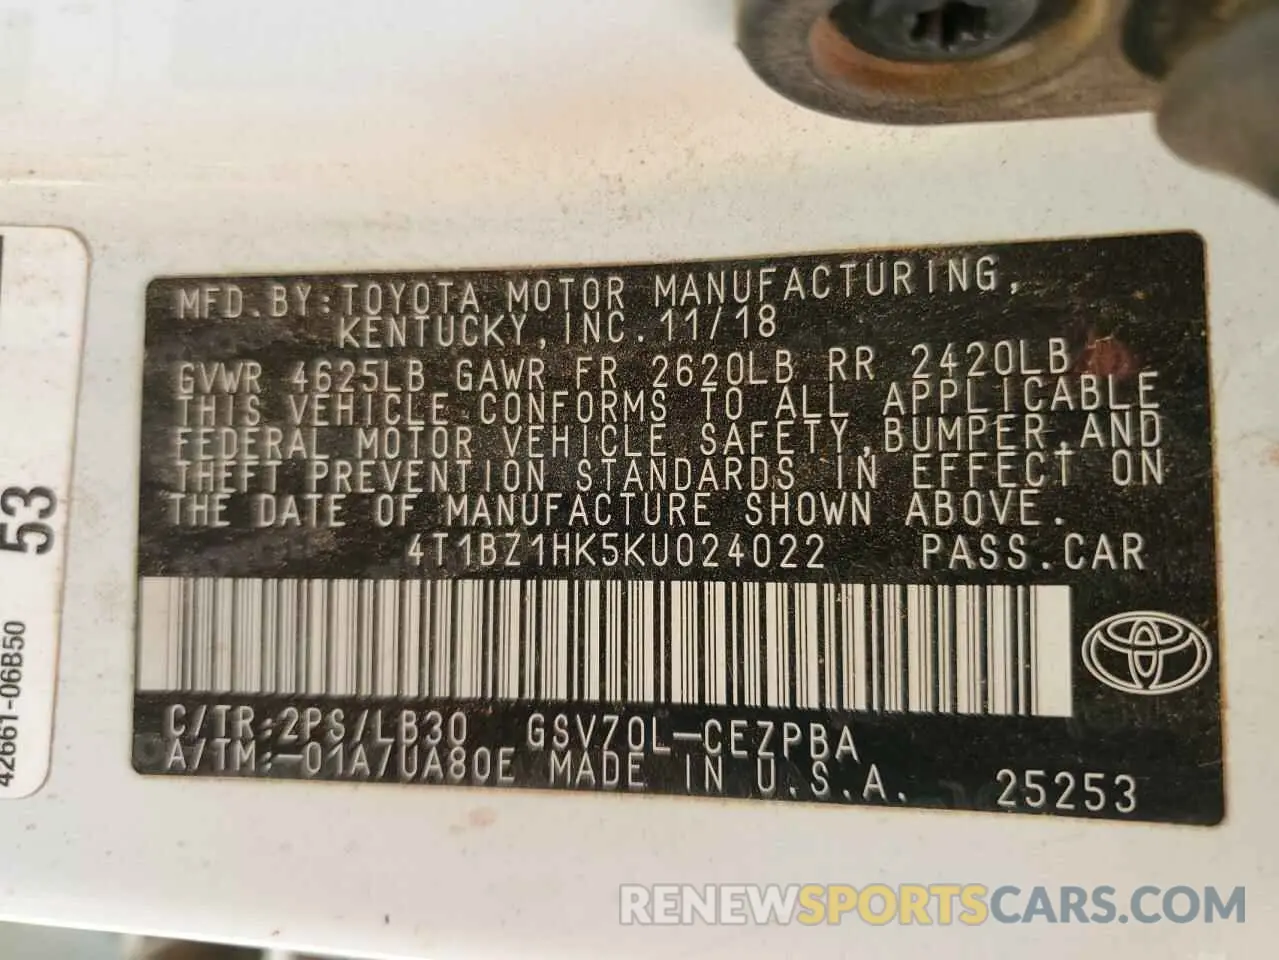 MFD.BY:TOYOTA MOTOR MANUFACTURING,
KENTUCKY,INC. 11/18
GVWR 4625LB GAWR FR 2620LB RR 2420LB
THIS VEHICLE CONFORMS TO ALL APPLICABLE
FEDERAL MOTOR VEHICLE SAFETY,BUMPER,AND
THEFT PREVENTION STANDARDS IN EFFECT ON
THE DATE OF MANUFACTURE SHOWN ABOVE.
4T1BZ1HK5KU024022 PASS.CAR
C/TR:2PS/LB30 GSV70L-CEZPBA
A/TM:-01A/UA80E MADE IN U.S.A. 25253
53
42661-06B50
RENEWSPORTSCARS.COM